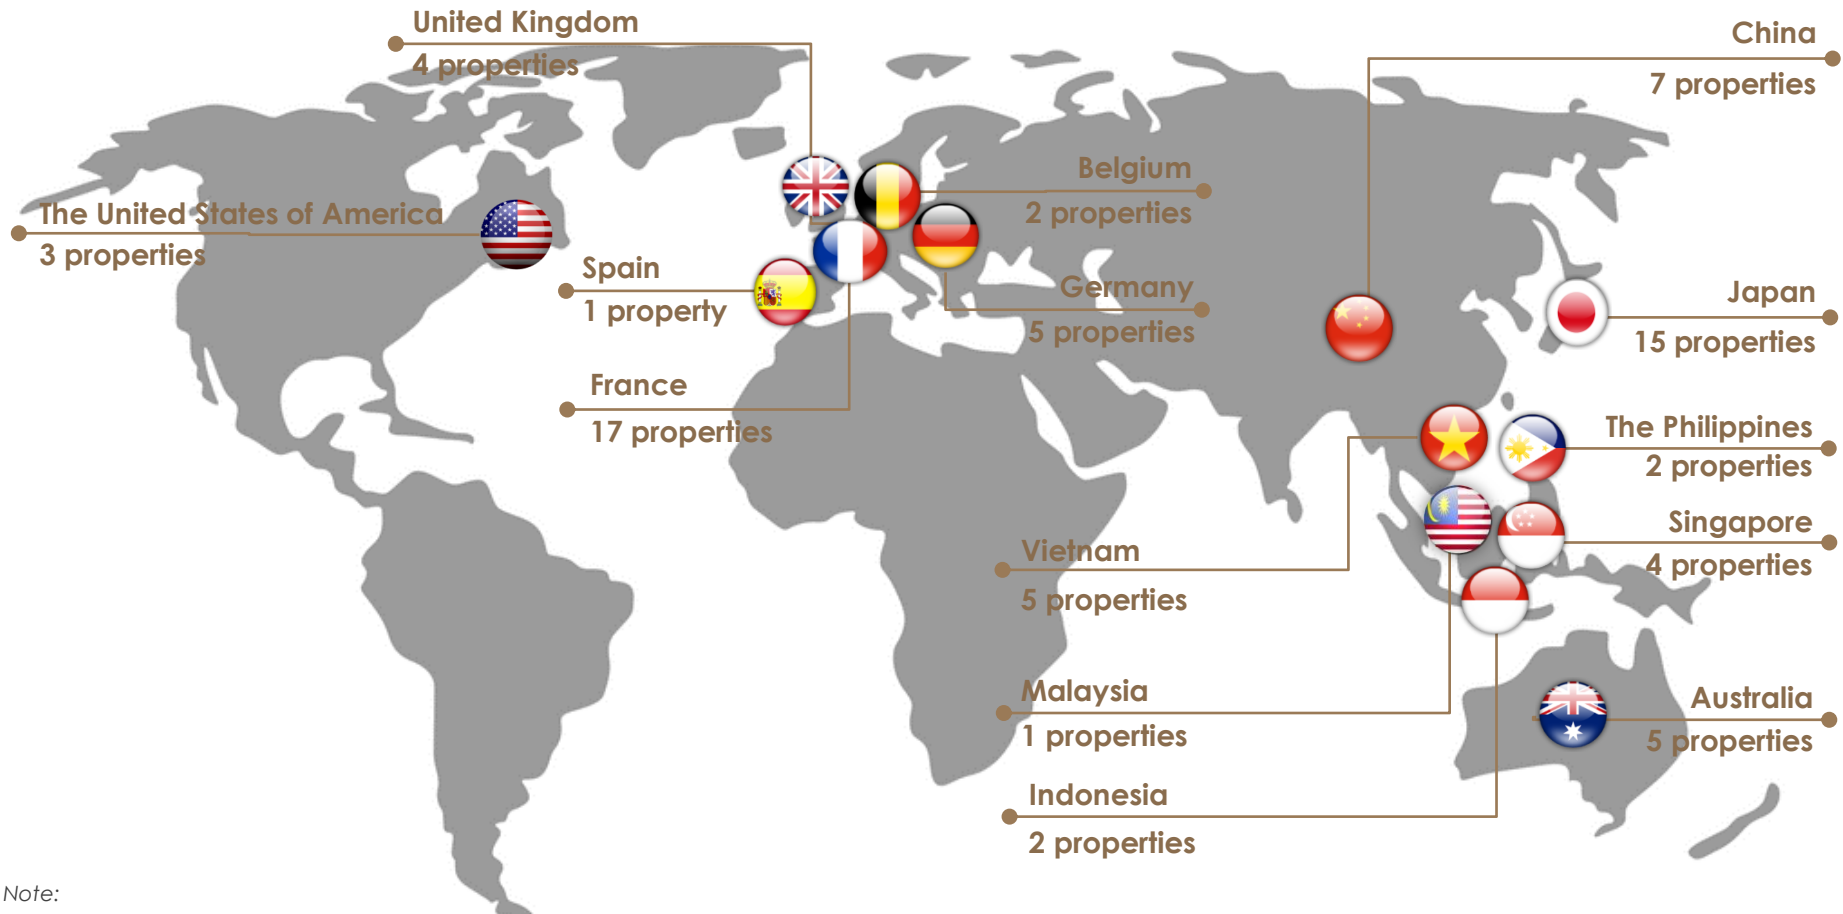 United Kingdom
4 properties
China
7 properties
Belgium
2 properties
The United States of America
3 properties
Spain
1 property
Germany
5 properties
Japan
15 properties
France
17 properties
The Philippines
2 properties
Singapore
4 properties
Vietnam
5 properties
Malaysia
1 properties
Australia
5 properties
Indonesia
2 properties
Note: